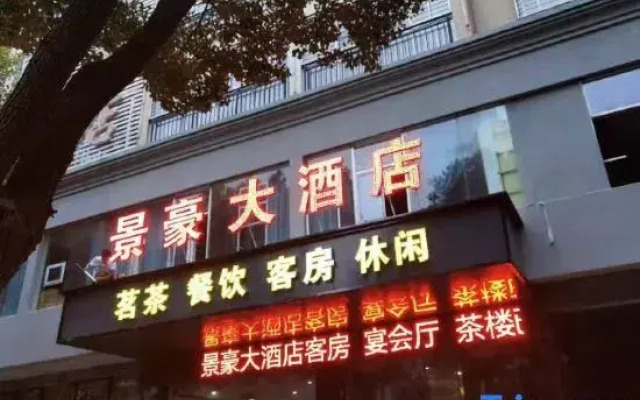 景豪大酒店
茗茶 餐饮 客房 休闲
景豪大酒店客房 宴会厅 茶楼